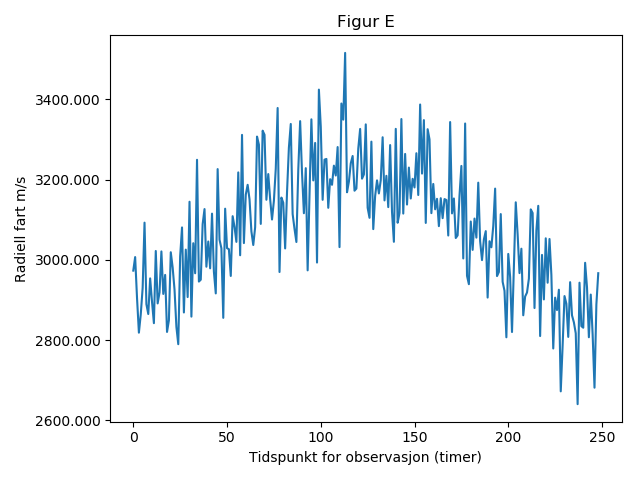 Figur E
Radiell fart m/s
3400.000
3200.000
3000.000
2800.000
2600.000
0 50 100 150 200 250
Tidspunkt for observasjon (timer)